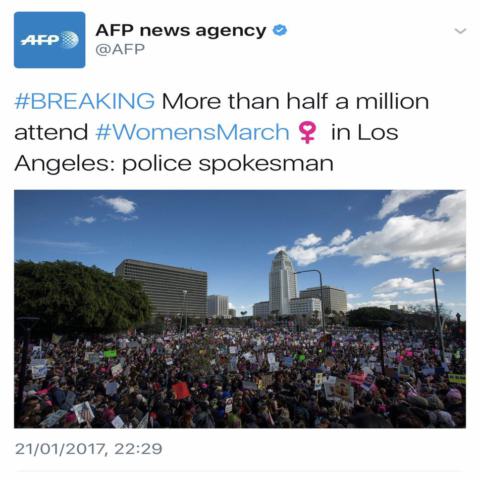 AFP
AFP news agency
@AFP
#BREAKING More than half a million
attend #WomensMarch in Los
Angeles: police spokesman
21/01/2017, 22:29